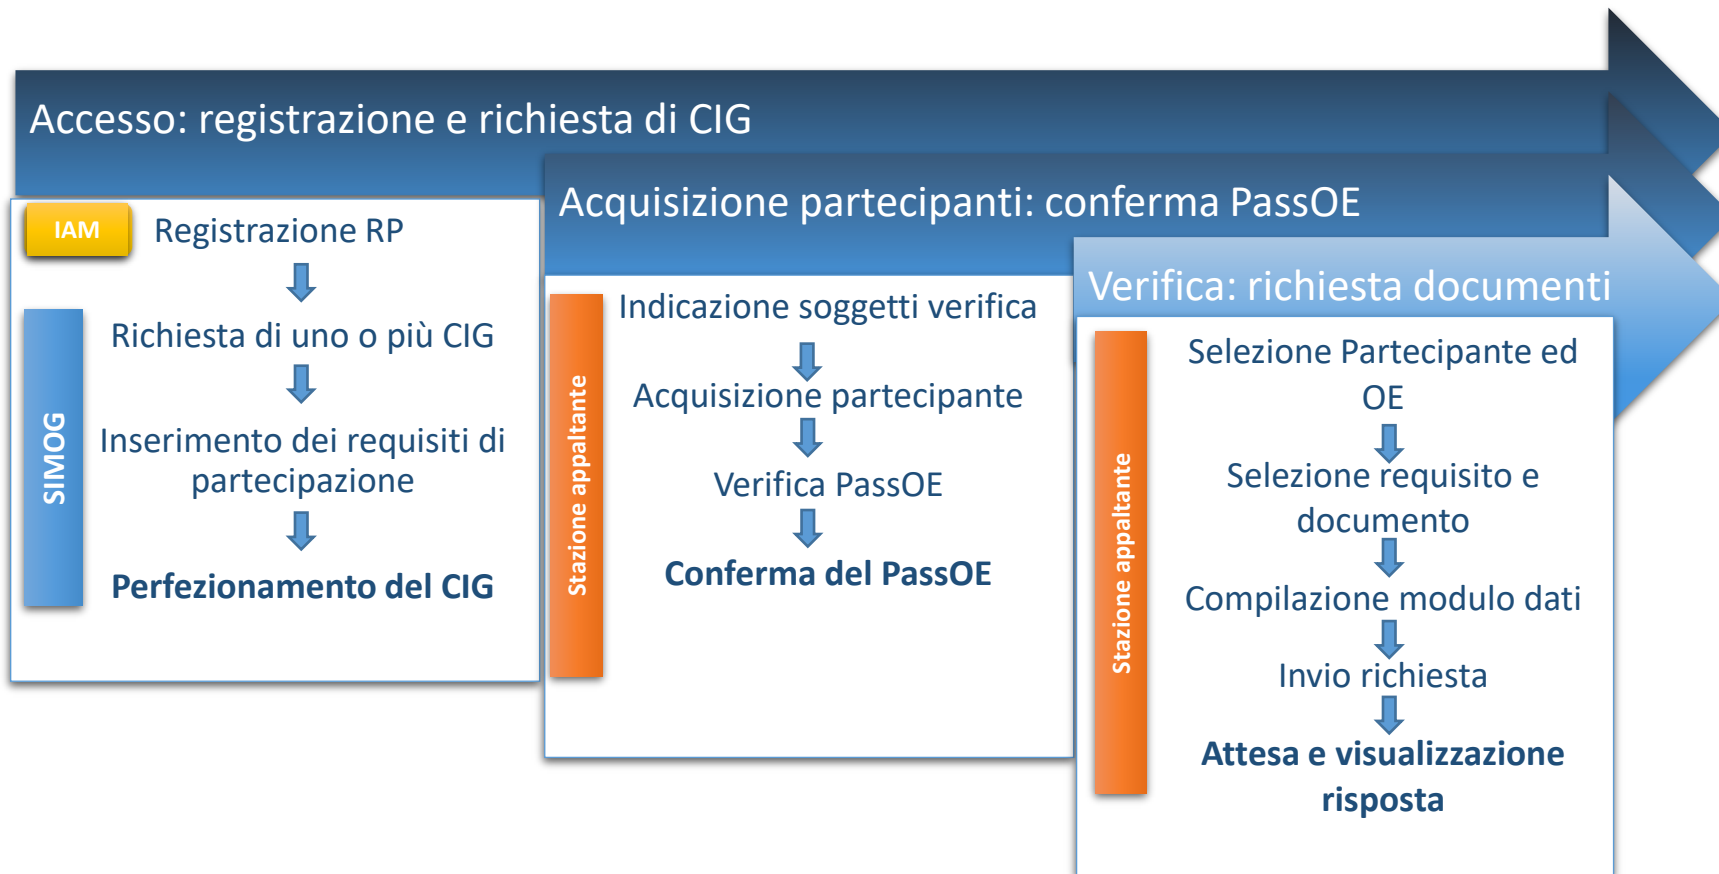 Accesso: registrazione e richiesta di CIG
IAM
Registrazione RP
SIMOG
Richiesta di uno o più CIG
Inserimento dei requisiti di
partecipazione
Perfezionamento del CIG
Acquisizione partecipanti: conferma PassOE
Stazione appaltante
Indicazione soggetti verifica
Acquisizione partecipante
Verifica PassOE
Conferma del PassOE
Verifica: richiesta documenti
Stazione appaltante
Selezione Partecipante ed
OE
Selezione requisito e
documento
Compilazione modulo dati
Invio richiesta
Attesa e visualizzazione
risposta